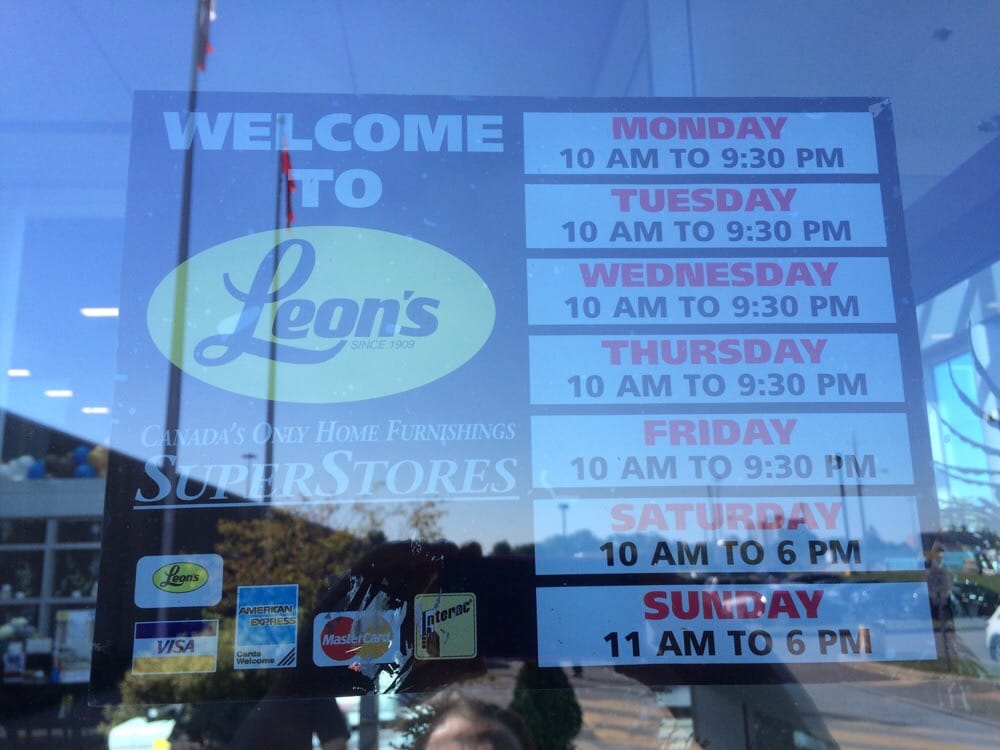 WELCOME
TO
Leon's
SINCE 1909
CANADA'S ONLY HOME FURNISHINGS
SUPERSTORES
Leon's
VISA
AMERICAN
EXPRESS
Cards
Welcome
MasterCard
Interac
MONDAY
10 AM TO 9:30 PM
TUESDAY
10 AM TO 9:30 PM
WEDNESDAY
10 AM TO 9:30 PM
THURSDAY
10 AM TO 9:30 PM
FRIDAY
10 AM TO 9:30 PM
SATURDAY
10 AM TO 6 PM
SUNDAY
11 AM TO 6 PM